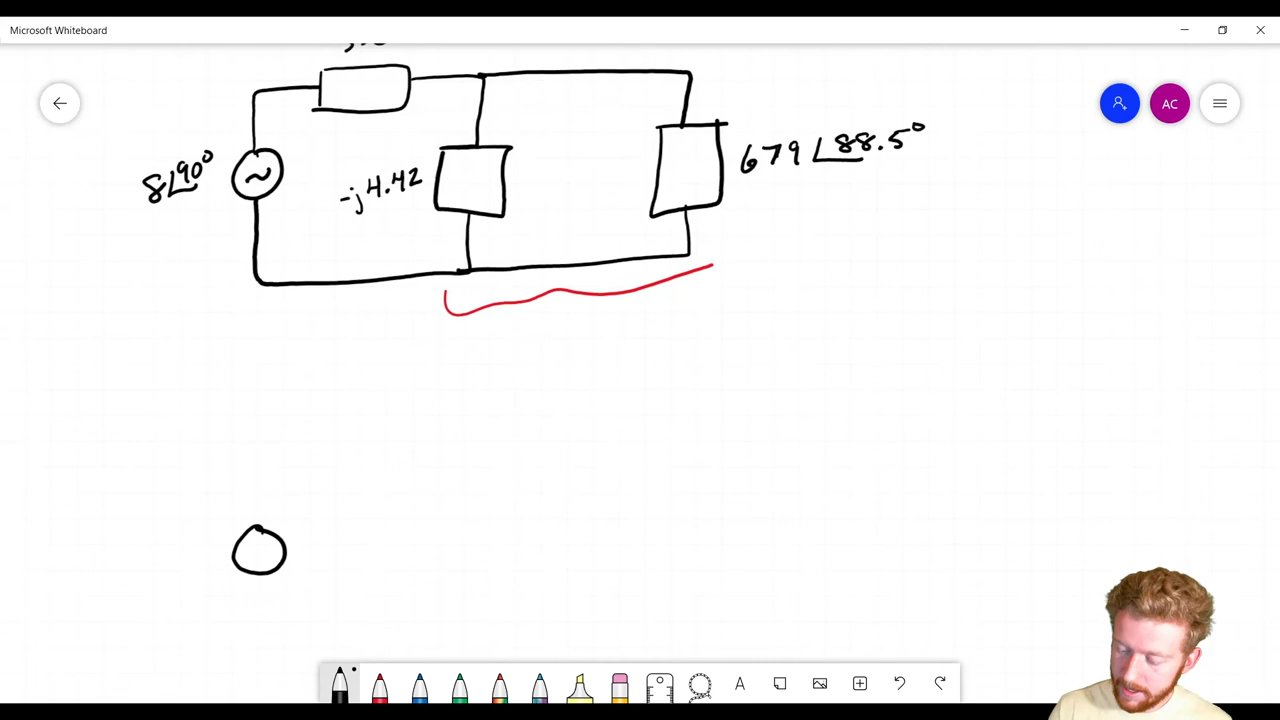 Microsoft Whiteboard
AC
8∠90°
-j4.42
679∠88.5°
A